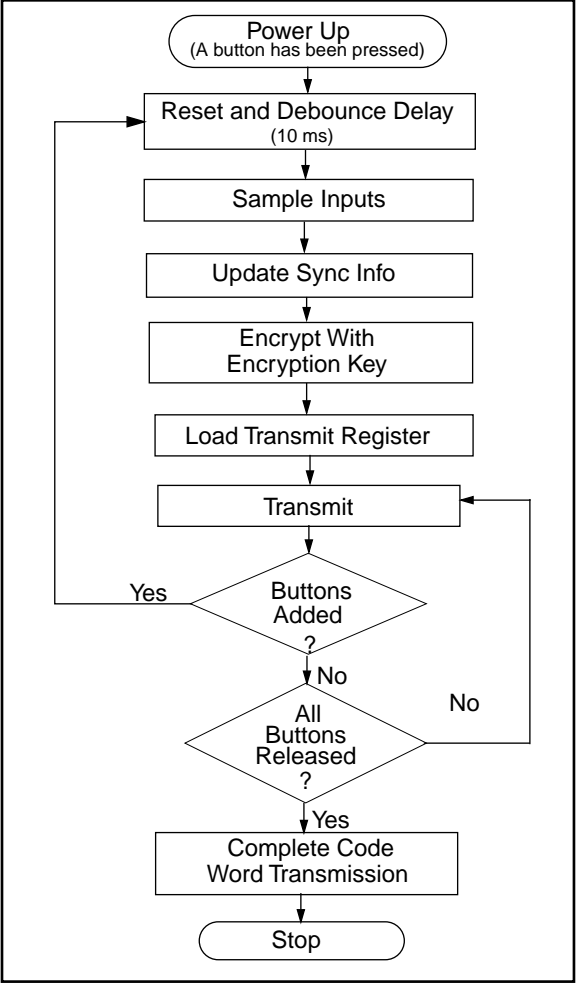 Power Up
(A button has been pressed)
Reset and Debounce Delay
(10 ms)
Sample Inputs
Update Sync Info
Encrypt With
Encryption Key
Load Transmit Register
Transmit
Yes
Buttons
Added
?
No
All
Buttons
Released
?
No
Yes
Complete Code
Word Transmission
Stop